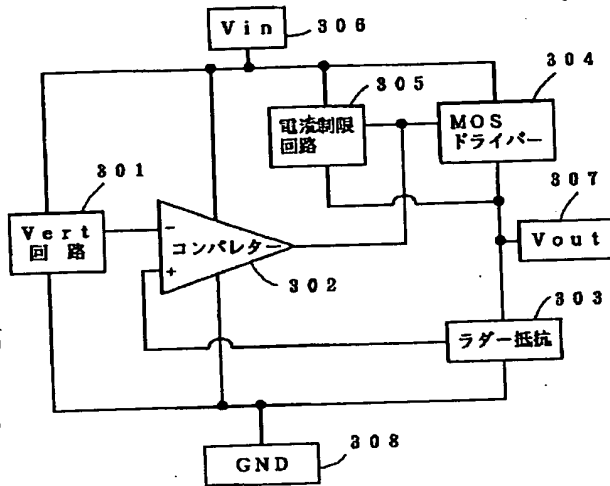 Vin
306
305
304
電流制限
回路
MOS
ドライバー
301
307
Vert
回路
-
コンパレター
+
302
Vout
303
ラダー抵抗
308
GND